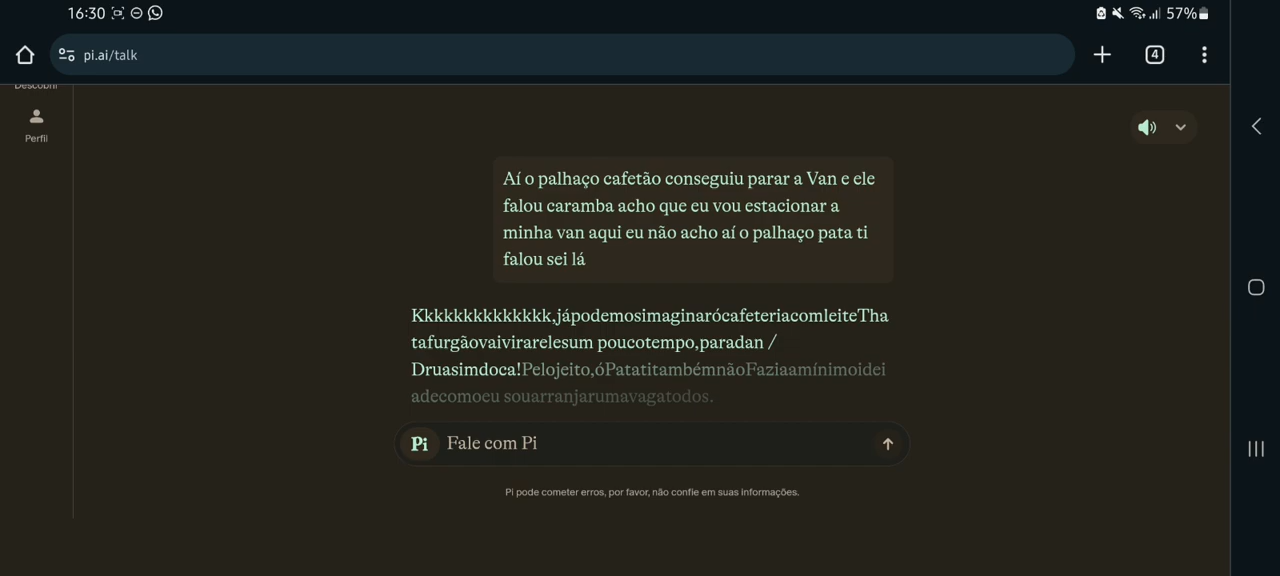 16:30
57%
pi.ai/talk
4
Descobrir
Perfil
Aí o palhaço cafetão conseguiu parar a Van e ele
falou caramba acho que eu vou estacionar a
minha van aqui eu não acho aí o palhaço pata ti
falou sei lá
Kkkkkkkkkkkkkk,jápodemosimaginarócafeteriacomleiteTha
tafurgãovaivirarelesum poucotempo,paradan /
Druasimdoca!Pelojeito,óPatatitambémnãoFaziaamínimoidei
adecomoeu souarranjarumavagatodos.
Pi Fale com Pi
Pi pode cometer erros, por favor, não confie em suas informações.